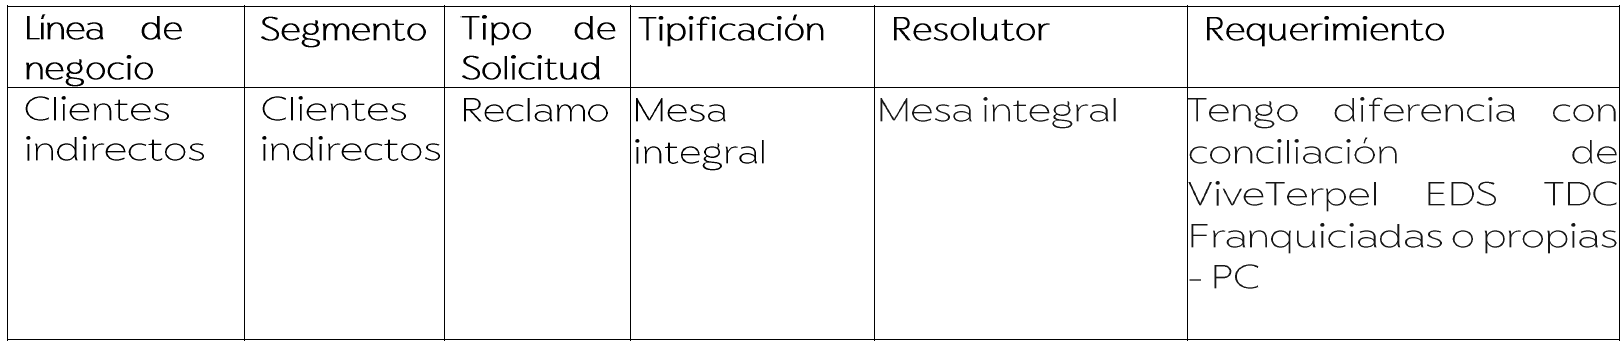 Línea de
negocio
Segmento
Tipo de
Solicitud
Tipificación
Resolutor
Requerimiento
Clientes
indirectos
Clientes
indirectos
Reclamo
Mesa
integral
Mesa integral
Tengo diferencia con
conciliación de
ViveTerpel EDS TDC
Franquiciadas o propias
- PC